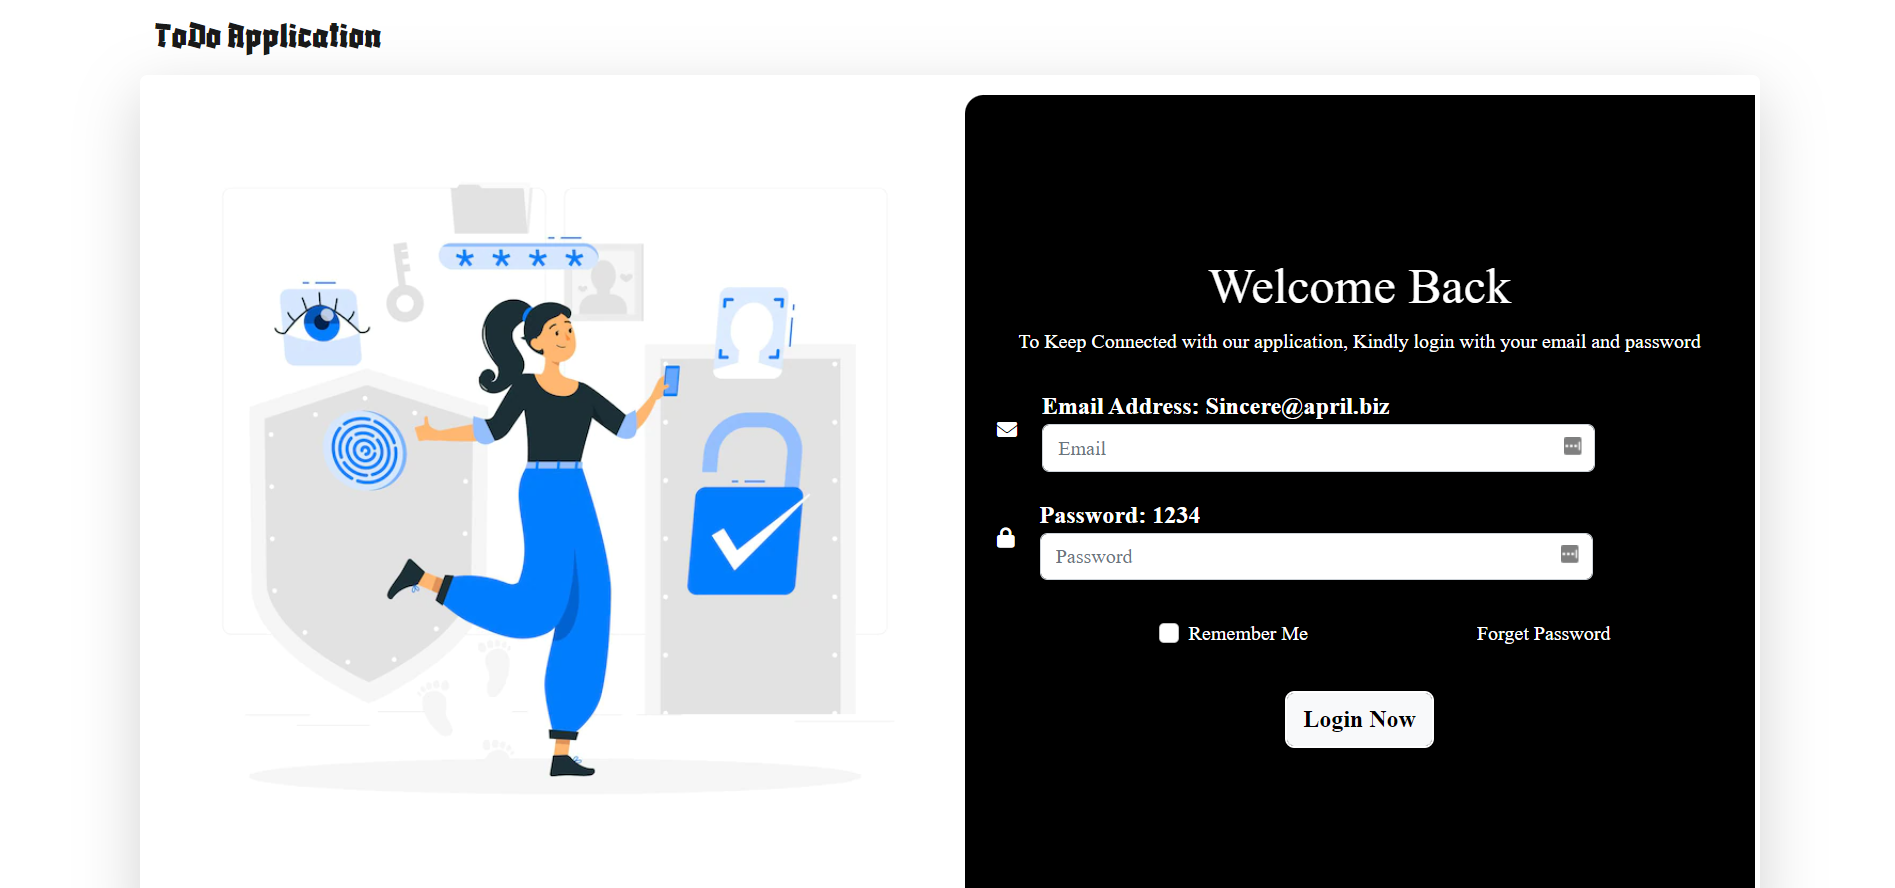 ToDo Application
* * * *
Welcome Back
To Keep Connected with our application, Kindly login with your email and password
Email Address: Sincere@april.biz
Email
Password: 1234
Password
Remember Me
Forget Password
Login Now